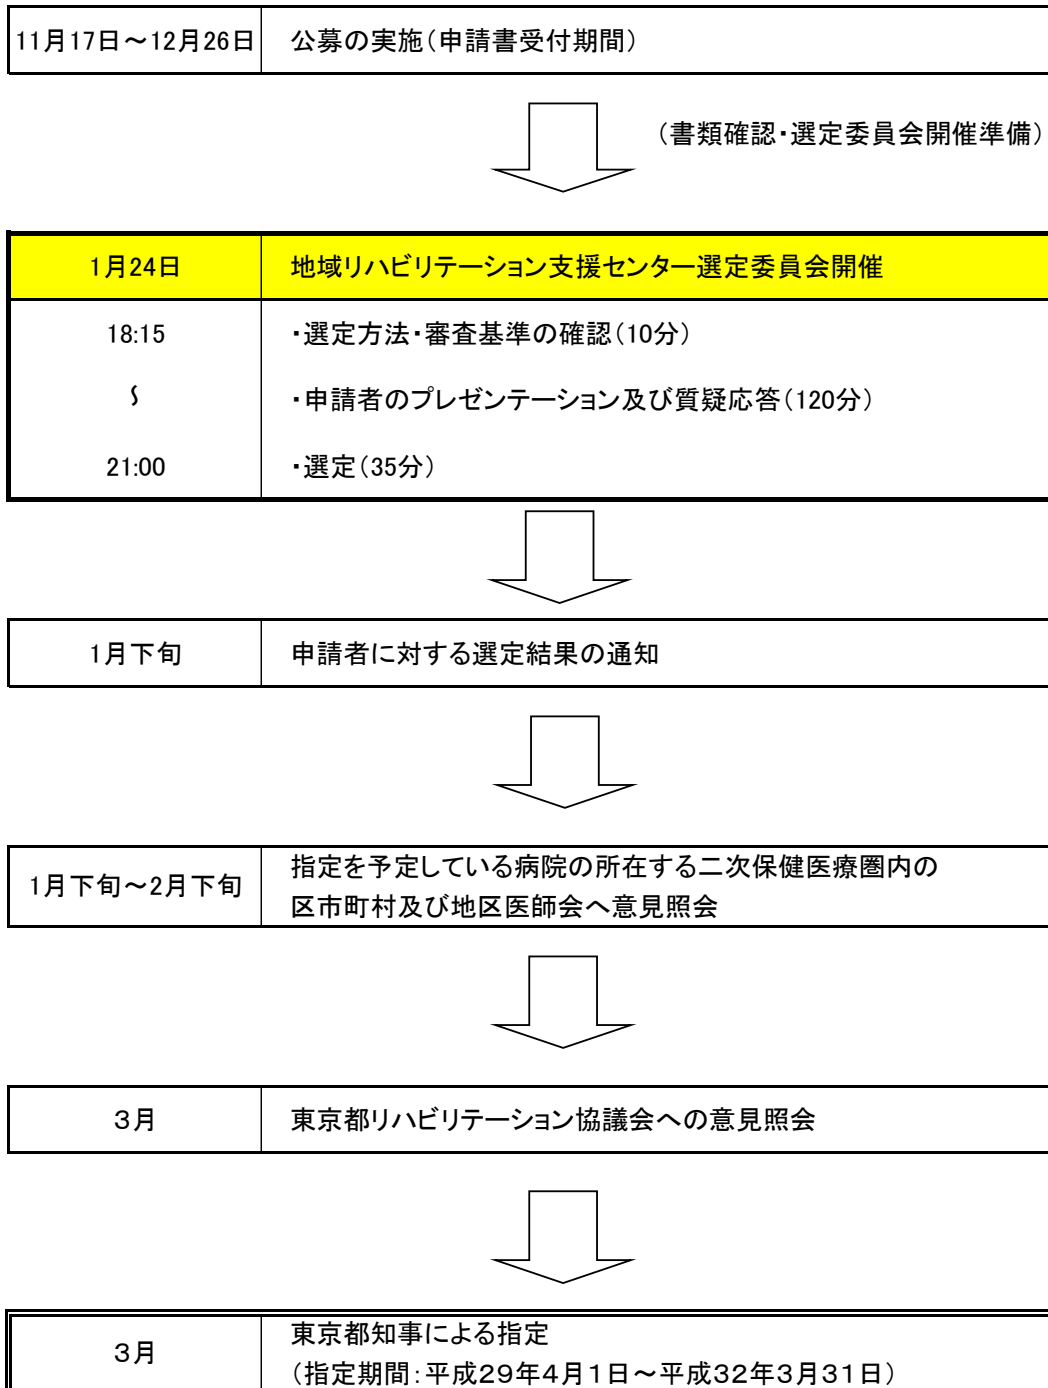 11月17日～12月26日 公募の実施（申請書受付期間）
（書類確認・選定委員会開催準備）
1月24日 地域リハビリテーション支援センター選定委員会開催
18:15 ・選定方法・審査基準の確認（10分）
～ ・申請者のプレゼンテーション及び質疑応答（120分）
21:00 ・選定（35分）
1月下旬 申請者に対する選定結果の通知
1月下旬～2月下旬 指定を予定している病院の所在する二次保健医療圏内の
区市町村及び地区医師会へ意見照会
３月 東京都リハビリテーション協議会への意見照会
３月 東京都知事による指定
（指定期間：平成２９年４月１日～平成３２年３月３１日）